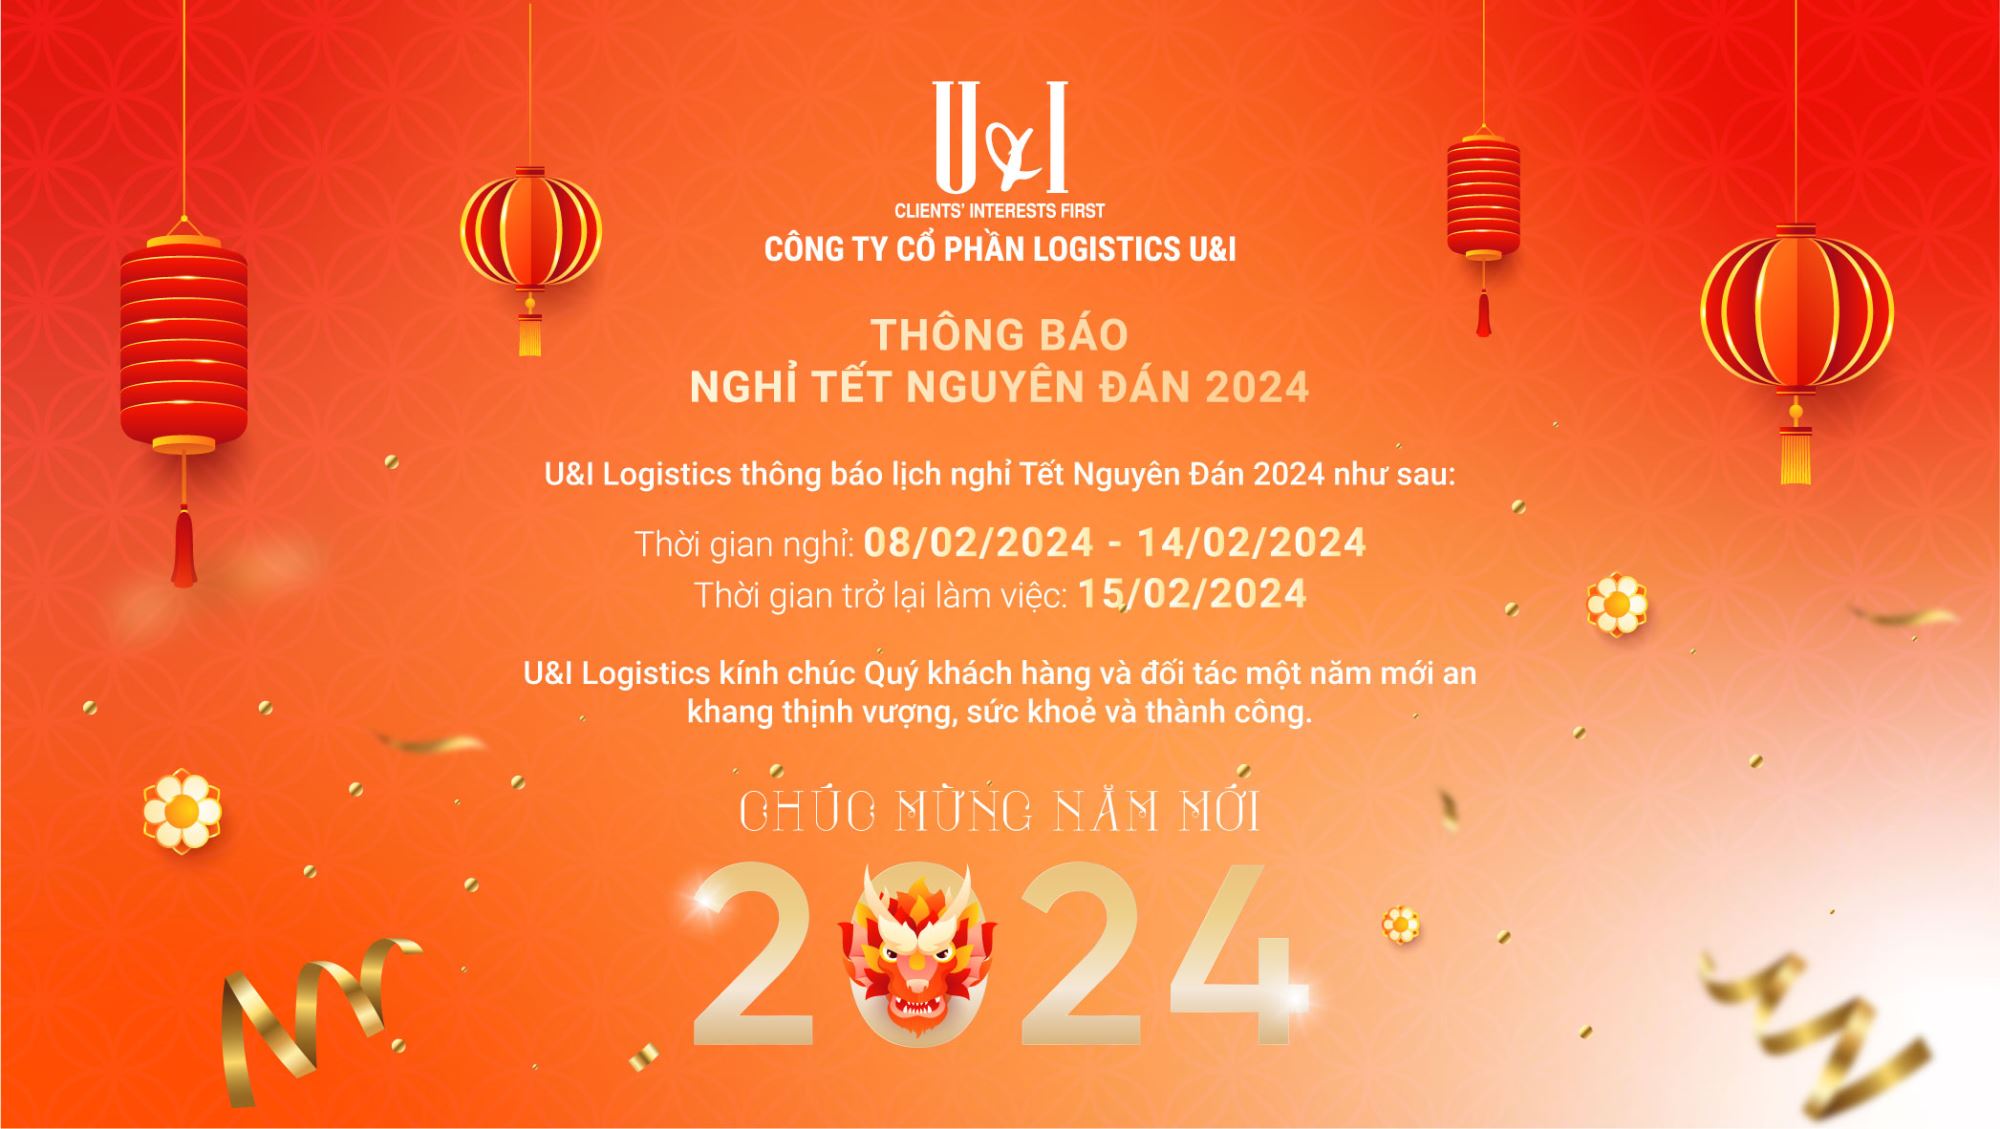 U&I
CLIENTS' INTERESTS FIRST
CÔNG TY CỔ PHẦN LOGISTICS U&I
THÔNG BÁO
NGHỈ TẾT NGUYÊN ĐÁN 2024
U&I Logistics thông báo lịch nghỉ Tết Nguyên Đán 2024 như sau:
Thời gian nghỉ: 08/02/2024 - 14/02/2024
Thời gian trở lại làm việc: 15/02/2024
U&I Logistics kính chúc Quý khách hàng và đối tác một năm mới an
khang thịnh vượng, sức khoẻ và thành công.
CHÚC MỪNG NĂM MỚI
2024